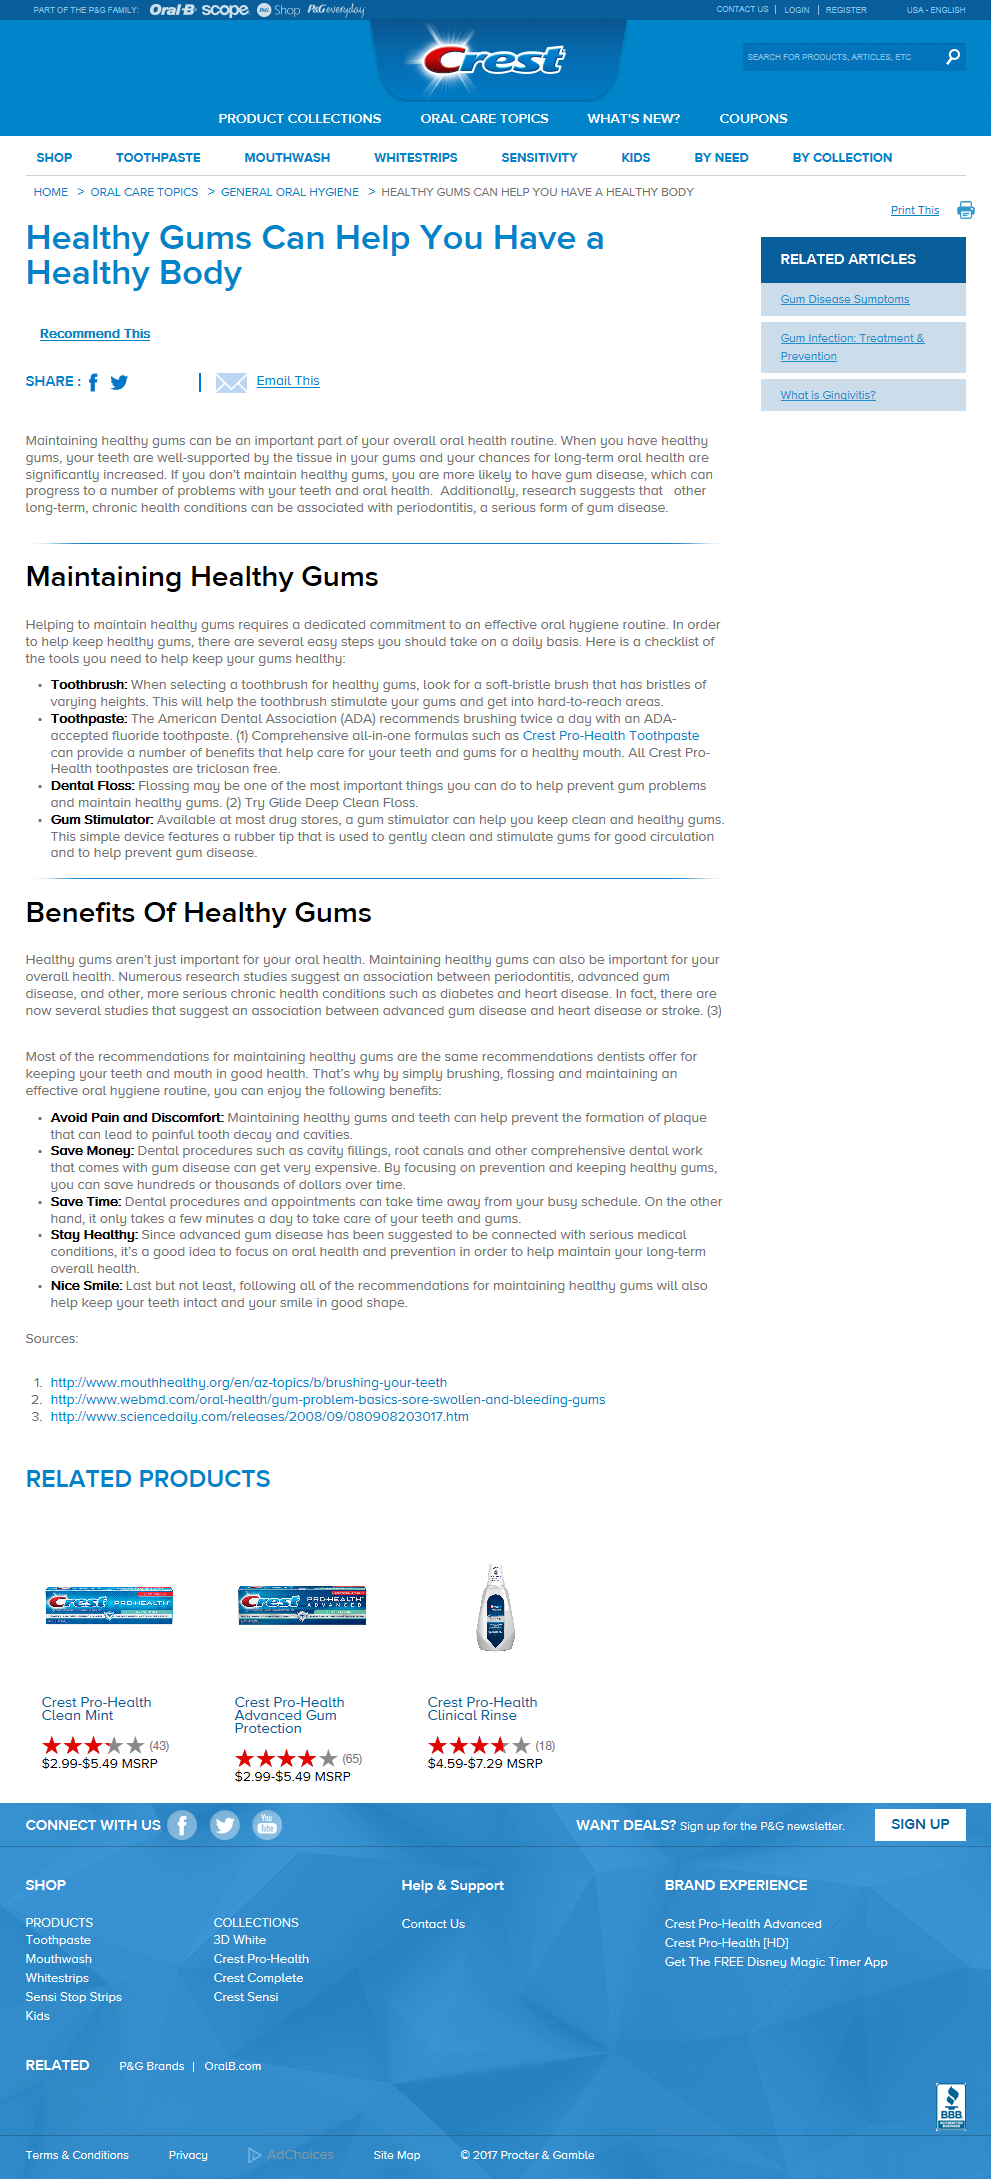 PART OF THE P&G FAMILY: Oral-B scope. P&G Shop P&G everyday
CONTACT US | LOGIN | REGISTER USA - ENGLISH
Crest
SEARCH FOR PRODUCTS, ARTICLES, ETC
PRODUCT COLLECTIONS ORAL CARE TOPICS WHAT'S NEW? COUPONS
SHOP TOOTHPASTE MOUTHWASH WHITESTRIPS SENSITIVITY KIDS BY NEED BY COLLECTION
HOME > ORAL CARE TOPICS > GENERAL ORAL HYGIENE > HEALTHY GUMS CAN HELP YOU HAVE A HEALTHY BODY
Print This
Healthy Gums Can Help You Have a
Healthy Body
Recommend This
SHARE : | Email This
RELATED ARTICLES
Gum Disease Symptoms
Gum Infection: Treatment &
Prevention
What is Gingivitis?
Maintaining healthy gums can be an important part of your overall oral health routine. When you have healthy
gums, your teeth are well-supported by the tissue in your gums and your chances for long-term oral health are
significantly increased. If you don't maintain healthy gums, you are more likely to have gum disease, which can
progress to a number of problems with your teeth and oral health. Additionally, research suggests that other
long-term, chronic health conditions can be associated with periodontitis, a serious form of gum disease.
Maintaining Healthy Gums
Helping to maintain healthy gums requires a dedicated commitment to an effective oral hygiene routine. In order
to help keep healthy gums, there are several easy steps you should take on a daily basis. Here is a checklist of
the tools you need to help keep your gums healthy:
• Toothbrush: When selecting a toothbrush for healthy gums, look for a soft-bristle brush that has bristles of
varying heights. This will help the toothbrush stimulate your gums and get into hard-to-reach areas.
• Toothpaste: The American Dental Association (ADA) recommends brushing twice a day with an ADA-
accepted fluoride toothpaste. (1) Comprehensive all-in-one formulas such as Crest Pro-Health Toothpaste
can provide a number of benefits that help care for your teeth and gums for a healthy mouth. All Crest Pro-
Health toothpastes are triclosan free.
• Dental Floss: Flossing may be one of the most important things you can do to help prevent gum problems
and maintain healthy gums. (2) Try Glide Deep Clean Floss.
• Gum Stimulator: Available at most drug stores, a gum stimulator can help you keep clean and healthy gums.
This simple device features a rubber tip that is used to gently clean and stimulate gums for good circulation
and to help prevent gum disease.
Benefits Of Healthy Gums
Healthy gums aren't just important for your oral health. Maintaining healthy gums can also be important for your
overall health. Numerous research studies suggest an association between periodontitis, advanced gum
disease, and other, more serious chronic health conditions such as diabetes and heart disease. In fact, there are
now several studies that suggest an association between advanced gum disease and heart disease or stroke. (3)
Most of the recommendations for maintaining healthy gums are the same recommendations dentists offer for
keeping your teeth and mouth in good health. That's why by simply brushing, flossing and maintaining an
effective oral hygiene routine, you can enjoy the following benefits:
• Avoid Pain and Discomfort: Maintaining healthy gums and teeth can help prevent the formation of plaque
that can lead to painful tooth decay and cavities.
• Save Money: Dental procedures such as cavity fillings, root canals and other comprehensive dental work
that comes with gum disease can get very expensive. By focusing on prevention and keeping healthy gums,
you can save hundreds or thousands of dollars over time.
• Save Time: Dental procedures and appointments can take time away from your busy schedule. On the other
hand, it only takes a few minutes a day to take care of your teeth and gums.
• Stay Healthy: Since advanced gum disease has been suggested to be connected with serious medical
conditions, it's a good idea to focus on oral health and prevention in order to help maintain your long-term
overall health.
• Nice Smile: Last but not least, following all of the recommendations for maintaining healthy gums will also
help keep your teeth intact and your smile in good shape.
Sources:
1. http://www.mouthhealthy.org/en/az-topics/b/brushing-your-teeth
2. http://www.webmd.com/oral-health/gum-problem-basics-sore-swollen-and-bleeding-gums
3. http://www.sciencedaily.com/releases/2008/09/080908203017.htm
RELATED PRODUCTS
Crest PRO-HEALTH
Crest PRO-HEALTH ADVANCED
Crest Pro-Health
Clean Mint
(43)
$2.99-$5.49 MSRP
Crest Pro-Health
Advanced Gum
Protection
(65)
$2.99-$5.49 MSRP
Crest Pro-Health
Clinical Rinse
(18)
$4.59-$7.29 MSRP
CONNECT WITH US You Tube
WANT DEALS? Sign up for the P&G newsletter. SIGN UP
SHOP
PRODUCTS
Toothpaste
Mouthwash
Whitestrips
Sensi Stop Strips
Kids
COLLECTIONS
3D White
Crest Pro-Health
Crest Complete
Crest Sensi
Help & Support
Contact Us
BRAND EXPERIENCE
Crest Pro-Health Advanced
Crest Pro-Health [HD]
Get The FREE Disney Magic Timer App
RELATED P&G Brands | OralB.com
BBB
ACCREDITED
BUSINESS
Terms & Conditions Privacy AdChoices Site Map © 2017 Procter & Gamble